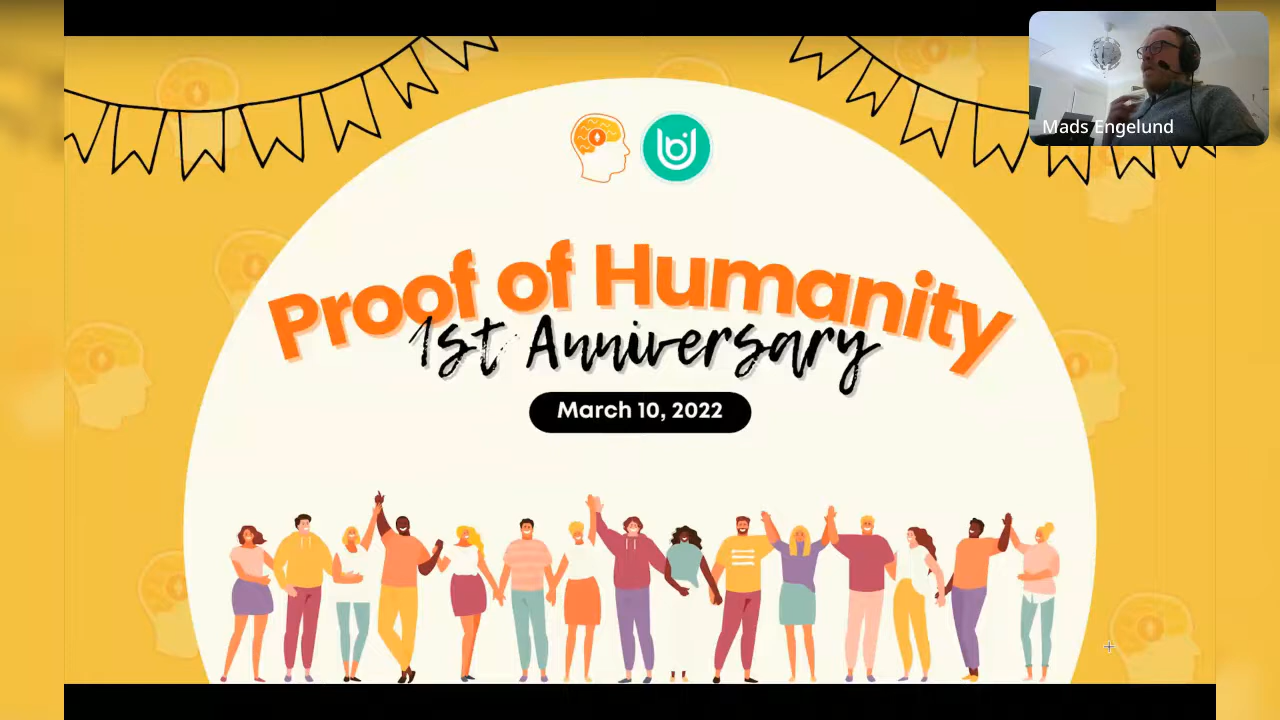 Mads Engelund
Proof of Humanity
1st Anniversary
March 10, 2022